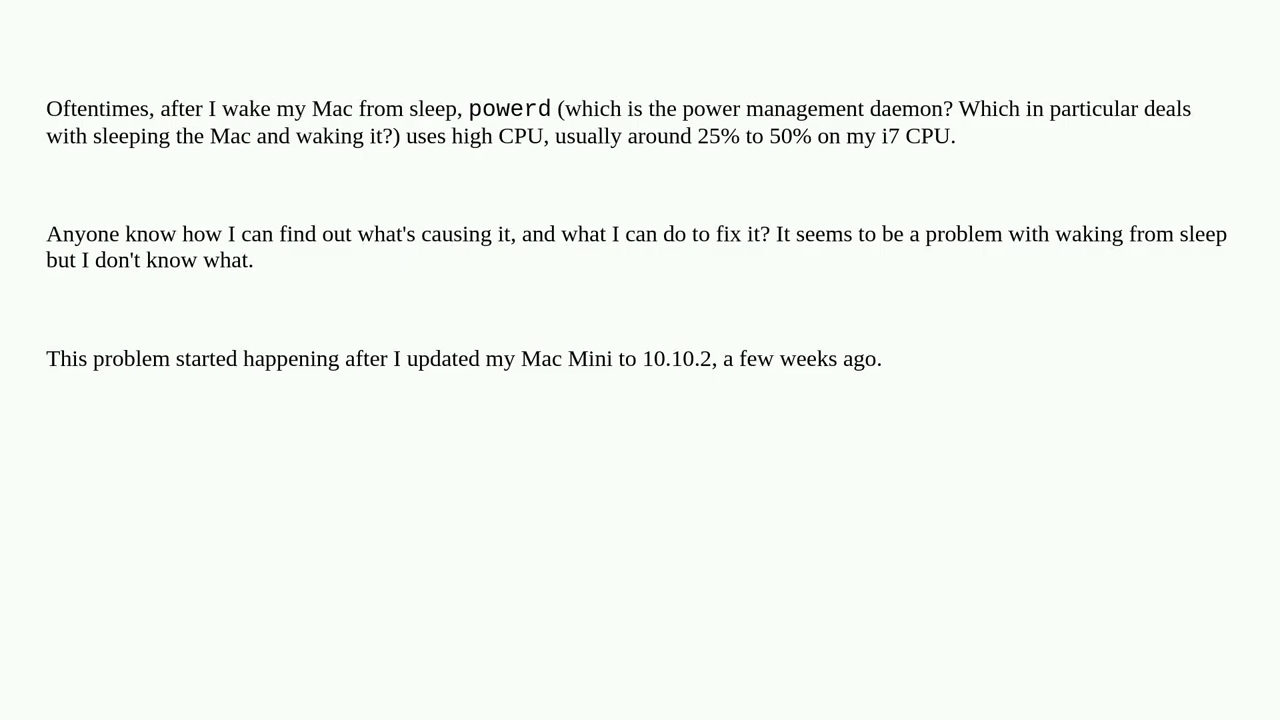 Oftentimes, after I wake my Mac from sleep, powerd (which is the power management daemon? Which in particular deals
with sleeping the Mac and waking it?) uses high CPU, usually around 25% to 50% on my i7 CPU.
Anyone know how I can find out what's causing it, and what I can do to fix it? It seems to be a problem with waking from sleep
but I don't know what.
This problem started happening after I updated my Mac Mini to 10.10.2, a few weeks ago.